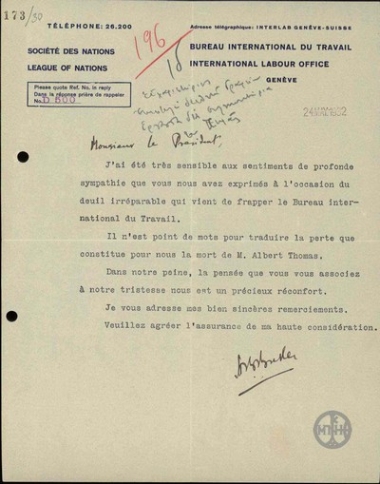 173/30
TÉLÉPHONE: 26.200
Adresse télégraphique: INTERLAB GENÈVE-SUISSE
196
SOCIÉTÉ DES NATIONS
LEAGUE OF NATIONS
BUREAU INTERNATIONAL DU TRAVAIL
INTERNATIONAL LABOUR OFFICE
GENÈVE
Please quote Ref. No. in reply
Dans la réponse prière de rappeler
No. D 600
Monsieur le Président,
J'ai été très sensible aux sentiments de profonde
sympathie que vous nous avez exprimés à l'occasion du
deuil irréparable qui vient de frapper le Bureau inter-
national du Travail.
Il n'est point de mots pour traduire la perte que
constitue pour nous la mort de M. Albert Thomas.
Dans notre peine, la pensée que vous vous associez
à notre tristesse nous est un précieux réconfort.
Je vous adresse mes bien sincères remerciements.
Veuillez agréer l'assurance de ma haute considération.